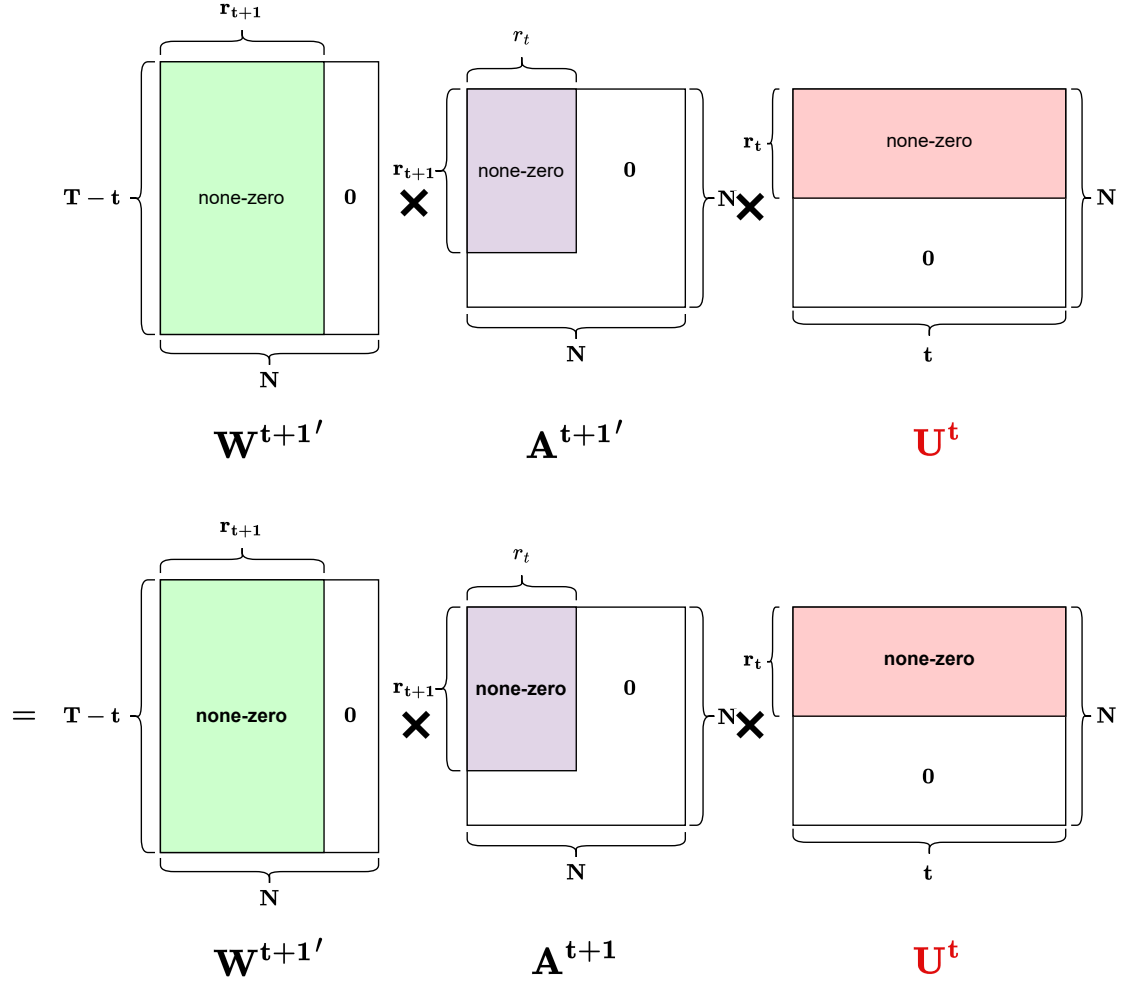 r_{t+1}
r_t
T − t
none-zero
0
r_{t+1}
none-zero
0
N
r_t
none-zero
0
N
×
×
N
N
t
W^{t+1′}
A^{t+1′}
U^t
r_{t+1}
r_t
=
T − t
none-zero
0
r_{t+1}
none-zero
0
N
r_t
none-zero
0
N
×
×
N
N
t
W^{t+1′}
A^{t+1}
U^t